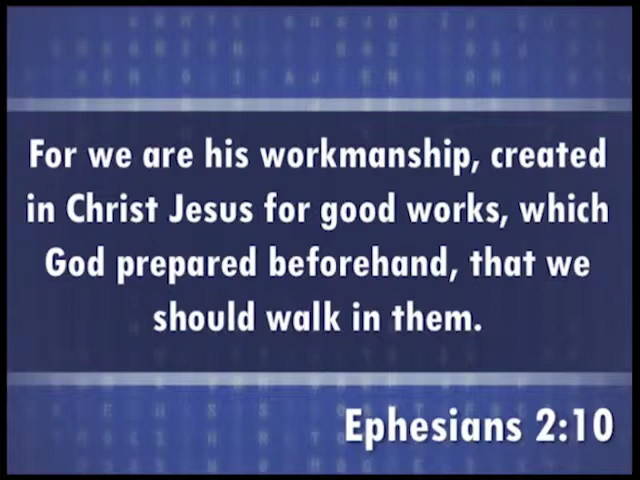 For we are his workmanship, created
in Christ Jesus for good works, which
God prepared beforehand, that we
should walk in them.
Ephesians 2:10